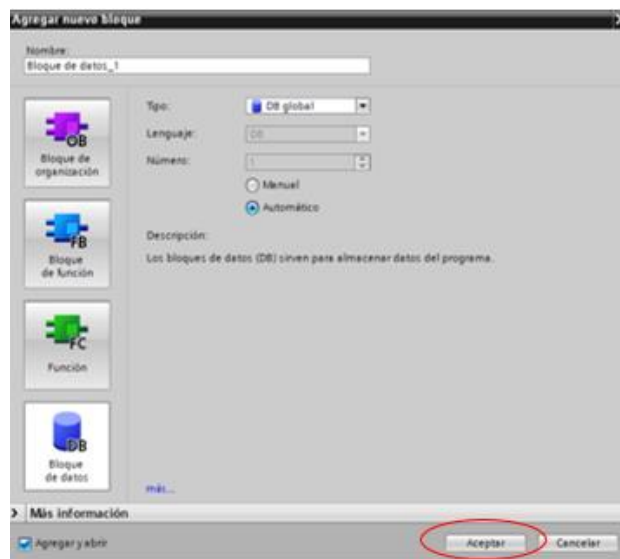 Agregar nuevo bloque
Nombre:
Bloque de datos_1
OB
Bloque de
organización
FB
Bloque
de función
FC
Función
DB
Bloque
de datos
Tipo:
DB global
Lenguaje:
DB
Número:
1
Manual
Automático
Descripción:
Los bloques de datos (DB) sirven para almacenar datos del programa.
más...
Más información
Agregar y abrir
Aceptar
Cancelar